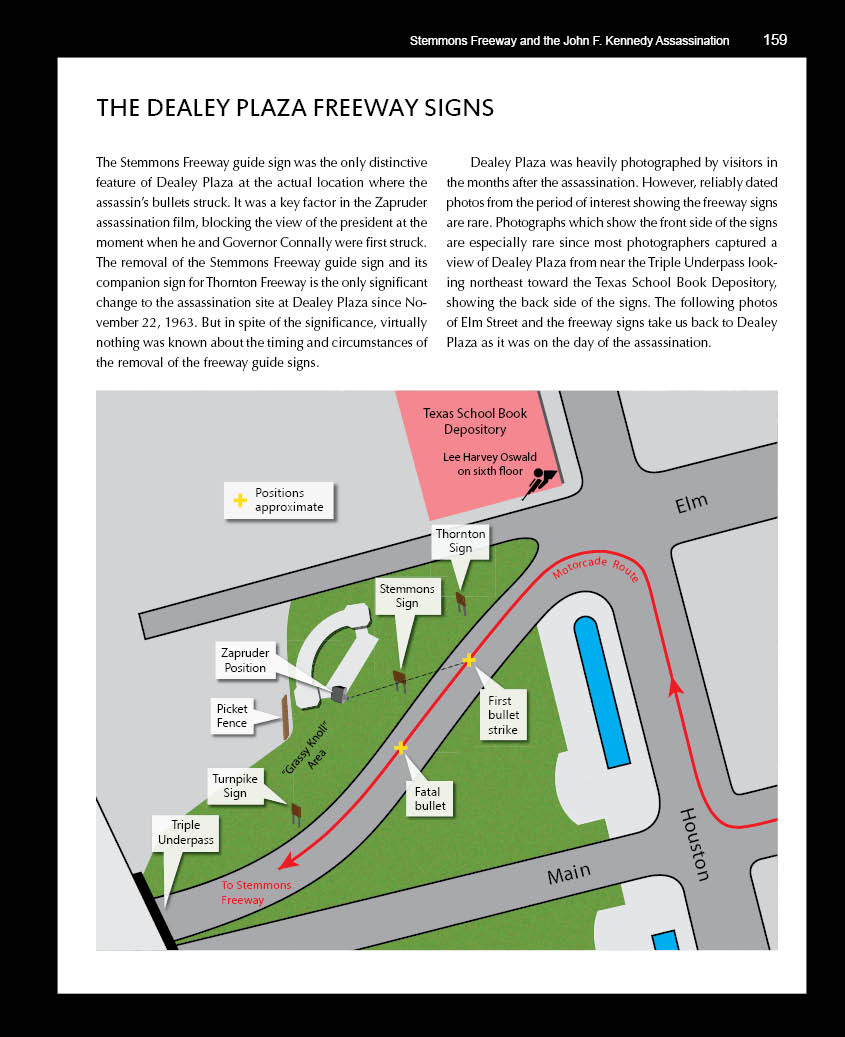 Stemmons Freeway and the John F. Kennedy Assassination 159
THE DEALEY PLAZA FREEWAY SIGNS
The Stemmons Freeway guide sign was the only distinctive
feature of Dealey Plaza at the actual location where the
assassin's bullets struck. It was a key factor in the Zapruder
assassination film, blocking the view of the president at the
moment when he and Governor Connally were first struck.
The removal of the Stemmons Freeway guide sign and its
companion sign for Thornton Freeway is the only significant
change to the assassination site at Dealey Plaza since No-
vember 22, 1963. But in spite of the significance, virtually
nothing was known about the timing and circumstances of
the removal of the freeway guide signs.
Dealey Plaza was heavily photographed by visitors in
the months after the assassination. However, reliably dated
photos from the period of interest showing the freeway signs
are rare. Photographs which show the front side of the signs
are especially rare since most photographers captured a
view of Dealey Plaza from near the Triple Underpass look-
ing northeast toward the Texas School Book Depository,
showing the back side of the signs. The following photos
of Elm Street and the freeway signs take us back to Dealey
Plaza as it was on the day of the assassination.
Texas School Book
Depository
Lee Harvey Oswald
on sixth floor
Positions
approximate
Elm
Thornton
Sign
Motorcade Route
Stemmons
Sign
Zapruder
Position
First
bullet
strike
Picket
Fence
"Grassy Knoll"
Area
Turnpike
Sign
Fatal
bullet
Triple
Underpass
Houston
Main
To Stemmons
Freeway